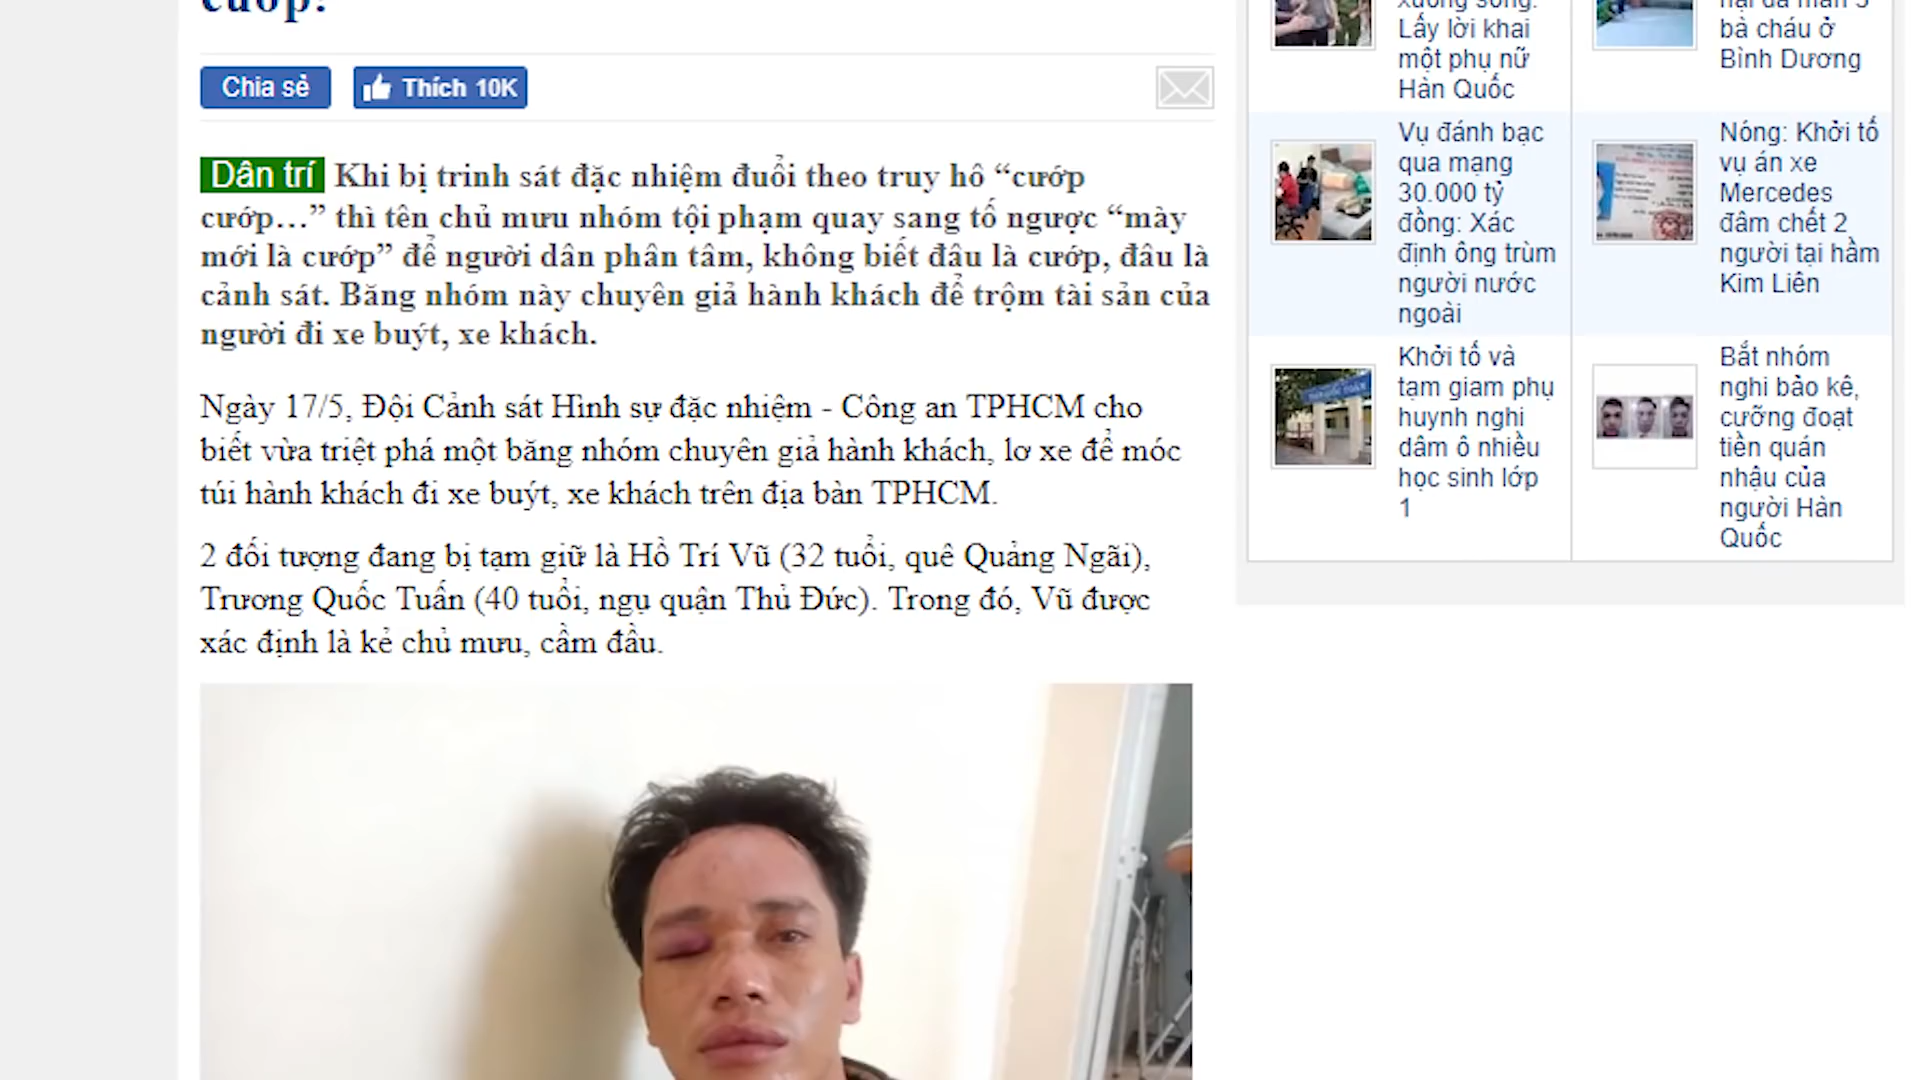 cướp!
Chia sẻ
Thích 10K
Dân trí Khi bị trinh sát đặc nhiệm đuổi theo truy hô “cướp
cướp…” thì tên chủ mưu nhóm tội phạm quay sang tố ngược “mày
mới là cướp” để người dân phân tâm, không biết đâu là cướp, đâu là
cảnh sát. Băng nhóm này chuyên giả hành khách để trộm tài sản của
người đi xe buýt, xe khách.
Ngày 17/5, Đội Cảnh sát Hình sự đặc nhiệm - Công an TPHCM cho
biết vừa triệt phá một băng nhóm chuyên giả hành khách, lơ xe để móc
túi hành khách đi xe buýt, xe khách trên địa bàn TPHCM.
2 đối tượng đang bị tạm giữ là Hồ Trí Vũ (32 tuổi, quê Quảng Ngãi),
Trương Quốc Tuấn (40 tuổi, ngụ quận Thủ Đức). Trong đó, Vũ được
xác định là kẻ chủ mưu, cầm đầu.
xuống sông:
Lấy lời khai
một phụ nữ
Hàn Quốc
hại dã man 3
bà cháu ở
Bình Dương
Vụ đánh bạc
qua mạng
30.000 tỷ
đồng: Xác
định ông trùm
người nước
ngoài
Nóng: Khởi tố
vụ án xe
Mercedes
đâm chết 2
người tại hầm
Kim Liên
Khởi tố và
tạm giam phụ
huynh nghi
dâm ô nhiều
học sinh lớp
1
Bắt nhóm
nghi bảo kê,
cưỡng đoạt
tiền quán
nhậu của
người Hàn
Quốc